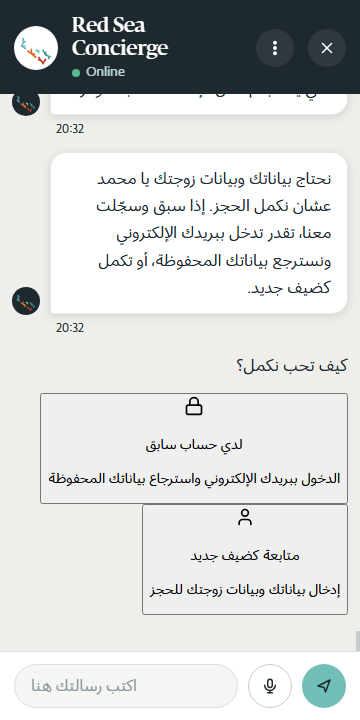 Red Sea
Concierge
Online
20:32
نحتاج بياناتك وبيانات زوجتك يا محمد
عشان نكمل الحجز. إذا سبق وسجّلت
معنا، تقدر تدخل ببريدك الإلكتروني
ونسترجع بياناتك المحفوظة، أو تكمل
كضيف جديد.
20:32
كيف تحب نكمل؟
لدي حساب سابق
الدخول ببريدك الإلكتروني واسترجاع بياناتك المحفوظة
متابعة كضيف جديد
إدخال بياناتك وبيانات زوجتك للحجز
اكتب رسالتك هنا